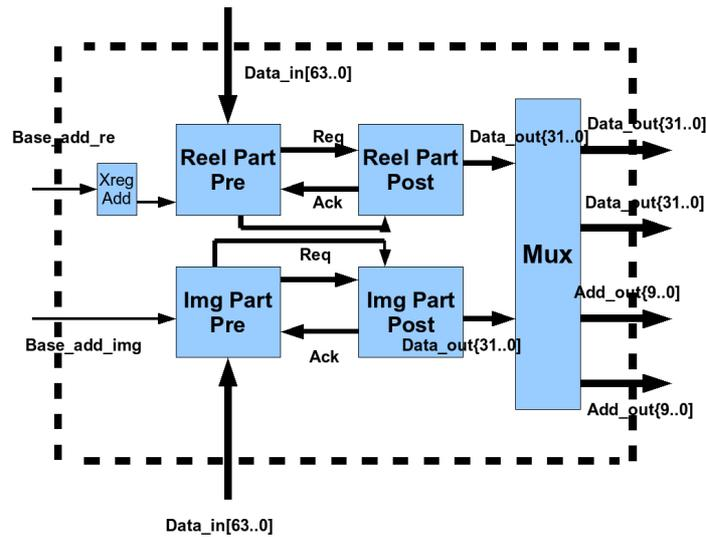 Data_in[63..0]
Base_add_re
Req
Data_out{31..0]
Data_out{31..0]
Reel Part
Pre
Reel Part
Post
Xreg
Add
Ack
Data_out{31..0]
Req
Mux
Add_out{9..0]
Img Part
Pre
Img Part
Post
Base_add_img
Ack
Data_out{31..0]
Add_out{9..0]
Data_in[63..0]